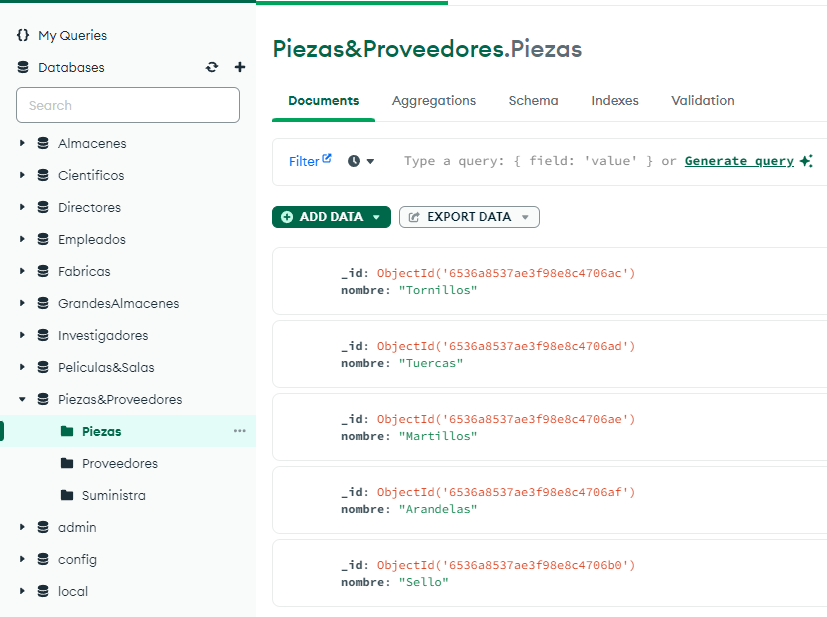 My Queries
Databases
Search
Almacenes
Cientificos
Directores
Empleados
Fabricas
GrandesAlmacenes
Investigadores
Peliculas&Salas
Piezas&Proveedores
Piezas
Proveedores
Suministra
admin
config
local
Piezas&Proveedores.Piezas
Documents Aggregations Schema Indexes Validation
Filter Type a query: { field: 'value' } or Generate query
ADD DATA EXPORT DATA
_id: ObjectId('6536a8537ae3f98e8c4706ac')
nombre: "Tornillos"
_id: ObjectId('6536a8537ae3f98e8c4706ad')
nombre: "Tuercas"
_id: ObjectId('6536a8537ae3f98e8c4706ae')
nombre: "Martillos"
_id: ObjectId('6536a8537ae3f98e8c4706af')
nombre: "Arandelas"
_id: ObjectId('6536a8537ae3f98e8c4706b0')
nombre: "Sello"